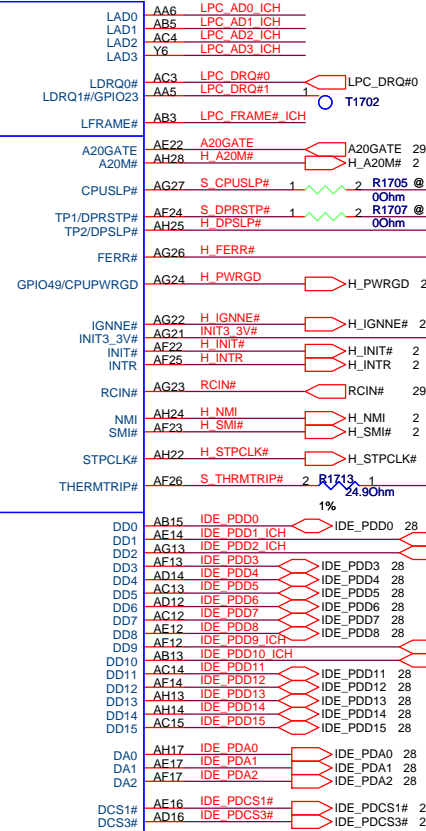 LAD0 AA6 LPC_AD0_ICH
LAD1 AB5 LPC_AD1_ICH
LAD2 AC4 LPC_AD2_ICH
LAD3 Y6 LPC_AD3_ICH
LDRQ0# AC3 LPC_DRQ#0 LPC_DRQ#0
LDRQ1#/GPIO23 AA5 LPC_DRQ#1 1 T1702
LFRAME# AB3 LPC_FRAME#_ICH
A20GATE AE22 A20GATE A20GATE 29
A20M# AH28 H_A20M# H_A20M# 2
CPUSLP# AG27 S_CPUSLP# 1 2 R1705 @
0Ohm
TP1/DPRSTP# AF24 S_DPRSTP# 1 2 R1707 @
TP2/DPSLP# AH25 H_DPSLP# 0Ohm
FERR# AG26 H_FERR#
GPIO49/CPUPWRGD AG24 H_PWRGD H_PWRGD 2
IGNNE# AG22 H_IGNNE# H_IGNNE# 2
INIT3_3V# AG21 INIT3_3V#
INIT# AF22 H_INIT# H_INIT# 2
INTR AF25 H_INTR H_INTR 2
RCIN# AG23 RCIN# RCIN# 29
NMI AH24 H_NMI H_NMI 2
SMI# AF23 H_SMI# H_SMI# 2
STPCLK# AH22 H_STPCLK# H_STPCLK#
THERMTRIP# AF26 S_THRMTRIP# 2 R1713 1
24.9Ohm
1%
DD0 AB15 IDE_PDD0 IDE_PDD0 28
DD1 AE14 IDE_PDD1_ICH
DD2 AG13 IDE_PDD2_ICH
DD3 AF13 IDE_PDD3 IDE_PDD3 28
DD4 AD14 IDE_PDD4 IDE_PDD4 28
DD5 AC13 IDE_PDD5 IDE_PDD5 28
DD6 AD12 IDE_PDD6 IDE_PDD6 28
DD7 AC12 IDE_PDD7 IDE_PDD7 28
DD8 AE12 IDE_PDD8 IDE_PDD8 28
DD9 AF12 IDE_PDD9_ICH
DD10 AB13 IDE_PDD10_ICH
DD11 AC14 IDE_PDD11 IDE_PDD11 28
DD12 AF14 IDE_PDD12 IDE_PDD12 28
DD13 AH13 IDE_PDD13 IDE_PDD13 28
DD14 AH14 IDE_PDD14 IDE_PDD14 28
DD15 AC15 IDE_PDD15 IDE_PDD15 28
DA0 AH17 IDE_PDA0 IDE_PDA0 28
DA1 AE17 IDE_PDA1 IDE_PDA1 28
DA2 AF17 IDE_PDA2 IDE_PDA2 28
DCS1# AE16 IDE_PDCS1# IDE_PDCS1# 2
DCS3# AD16 IDE_PDCS3# IDE_PDCS3# 2